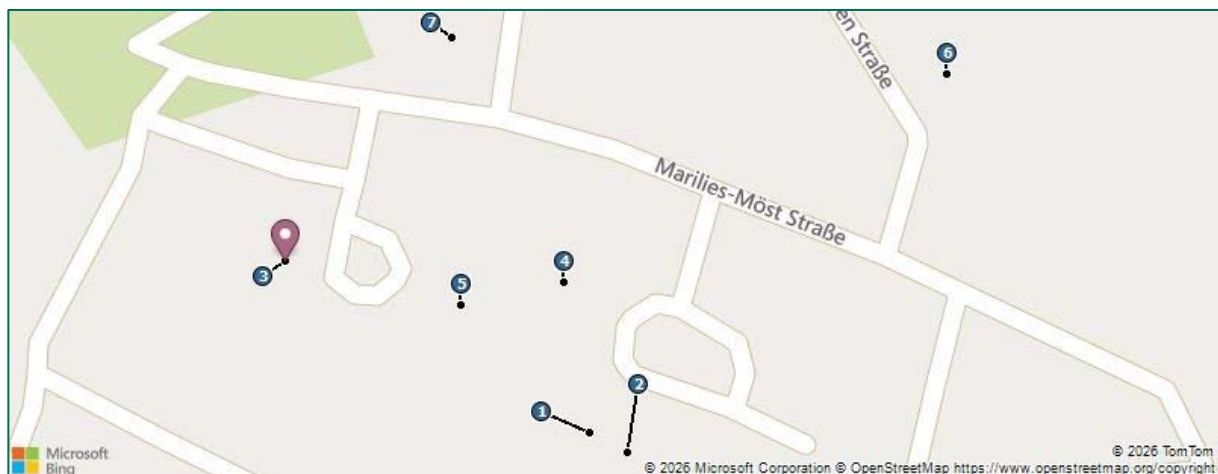 7
6
en Straße
Marilies-Möst Straße
3
5
4
2
1
Microsoft
Bing
© 2026 TomTom
© 2026 Microsoft Corporation © OpenStreetMap https://www.openstreetmap.org/copyright